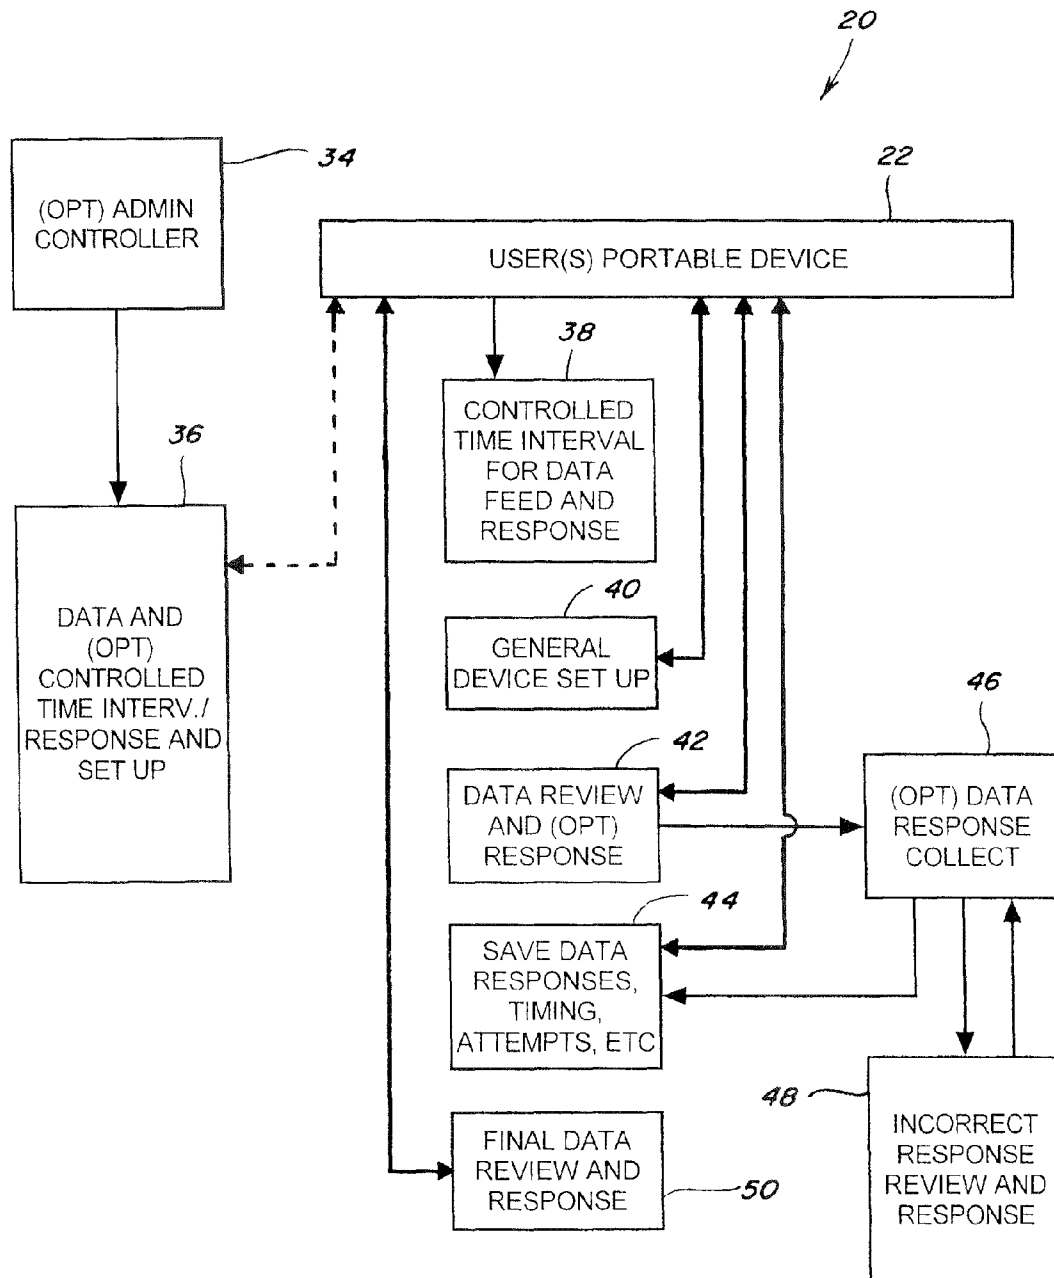 20
34
22
(OPT) ADMIN
CONTROLLER
USER(S) PORTABLE DEVICE
38
CONTROLLED
TIME INTERVAL
FOR DATA
FEED AND
RESPONSE
36
DATA AND
(OPT)
CONTROLLED
TIME INTERV./
RESPONSE AND
SET UP
40
GENERAL
DEVICE SET UP
42
DATA REVIEW
AND (OPT)
RESPONSE
46
(OPT) DATA
RESPONSE
COLLECT
44
SAVE DATA
RESPONSES,
TIMING,
ATTEMPTS, ETC
48
INCORRECT
RESPONSE
REVIEW AND
RESPONSE
FINAL DATA
REVIEW AND
RESPONSE
50